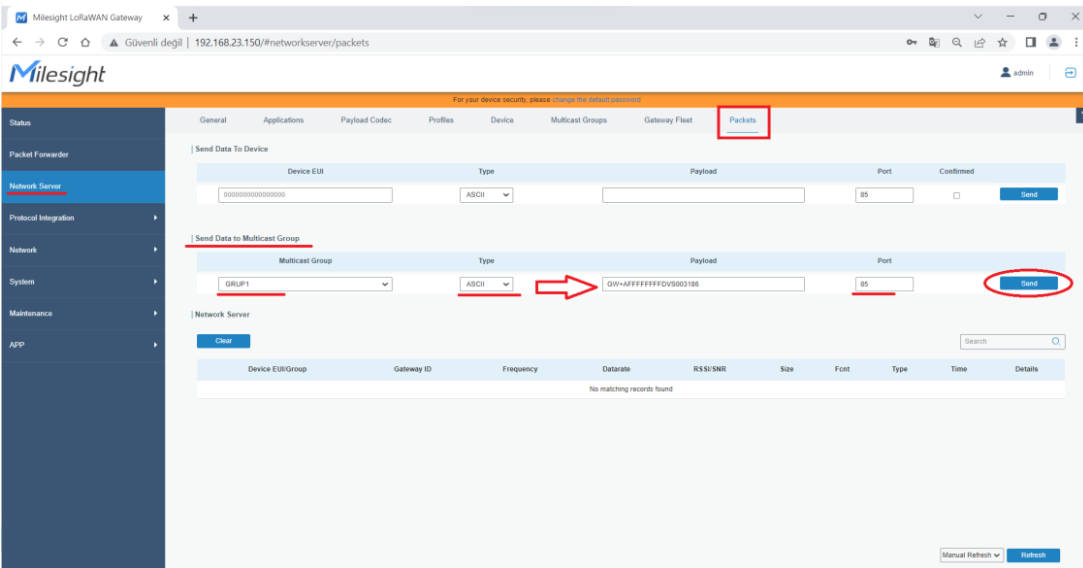 Milesight LoRaWAN Gateway
Güvenli değil | 192.168.23.150/#networkserver/packets
Milesight
admin
For your device security, please change the default password
Status
Packet Forwarder
Network Server
Protocol Integration
Network
System
Maintenance
APP
General Applications Payload Codec Profiles Device Multicast Groups Gateway Fleet Packets
Send Data To Device
Device EUI Type Payload Port Confirmed
0000000000000000 ASCII 85 Send
Send Data to Multicast Group
Multicast Group Type Payload Port
GRUP1 ASCII GW+AFFFFFFFFDVS003186 85 Send
Network Server
Clear Search
Device EUI/Group Gateway ID Frequency Datarate RSSI/SNR Size Fcnt Type Time Details
No matching records found
Manual Refresh Refresh